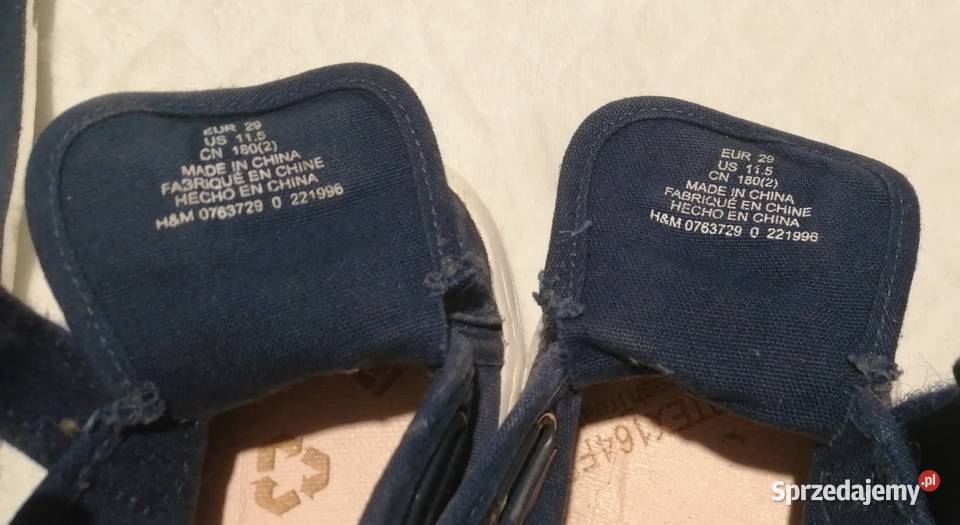 EUR 29
US 11.5
CN 180(2)
MADE IN CHINA
FABRIQUÉ EN CHINE
HECHO EN CHINA
H&M 0763729 0 221996
EUR 29
US 11.5
CN 180(2)
MADE IN CHINA
FABRIQUÉ EN CHINE
HECHO EN CHINA
H&M 0763729 0 221996
Sprzedajemy.pl